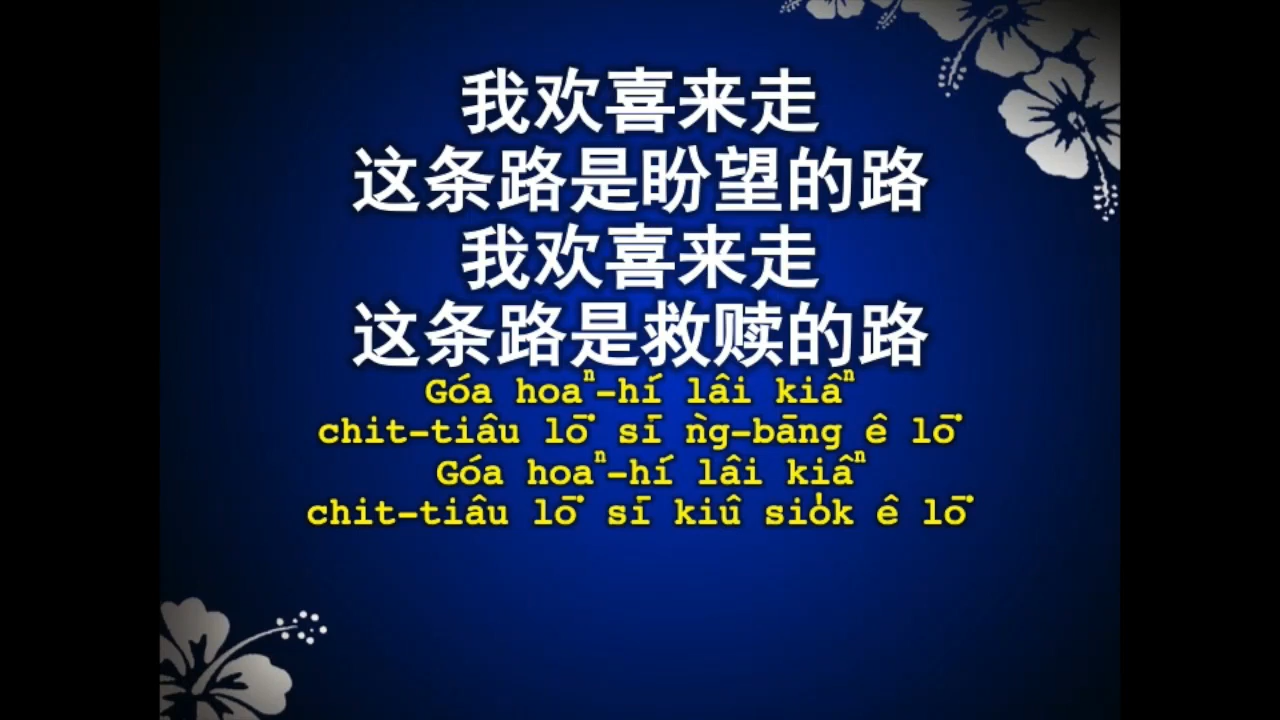 我欢喜来走
这条路是盼望的路
我欢喜来走
这条路是救赎的路
Góa hoaⁿ-hí lâi kiâⁿ
chit-tiâu lō͘ sī ǹg-bāng ê lō͘
Góa hoaⁿ-hí lâi kiâⁿ
chit-tiâu lō͘ sī kiû sio̍k ê lō͘